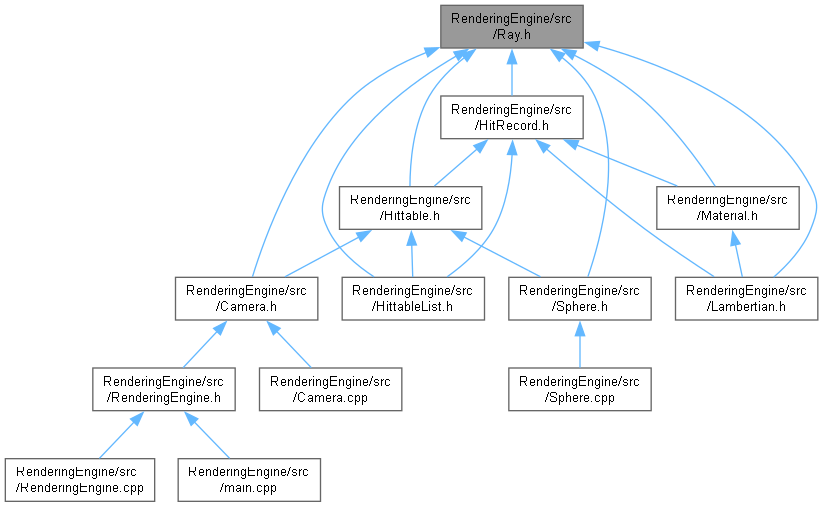 RenderingEngine/src
/Ray.h
RenderingEngine/src
/HitRecord.h
RenderingEngine/src
/Hittable.h
RenderingEngine/src
/Material.h
RenderingEngine/src
/Camera.h
RenderingEngine/src
/HittableList.h
RenderingEngine/src
/Sphere.h
RenderingEngine/src
/Lambertian.h
RenderingEngine/src
/RenderingEngine.h
RenderingEngine/src
/Camera.cpp
RenderingEngine/src
/Sphere.cpp
RenderingEngine/src
/RenderingEngine.cpp
RenderingEngine/src
/main.cpp